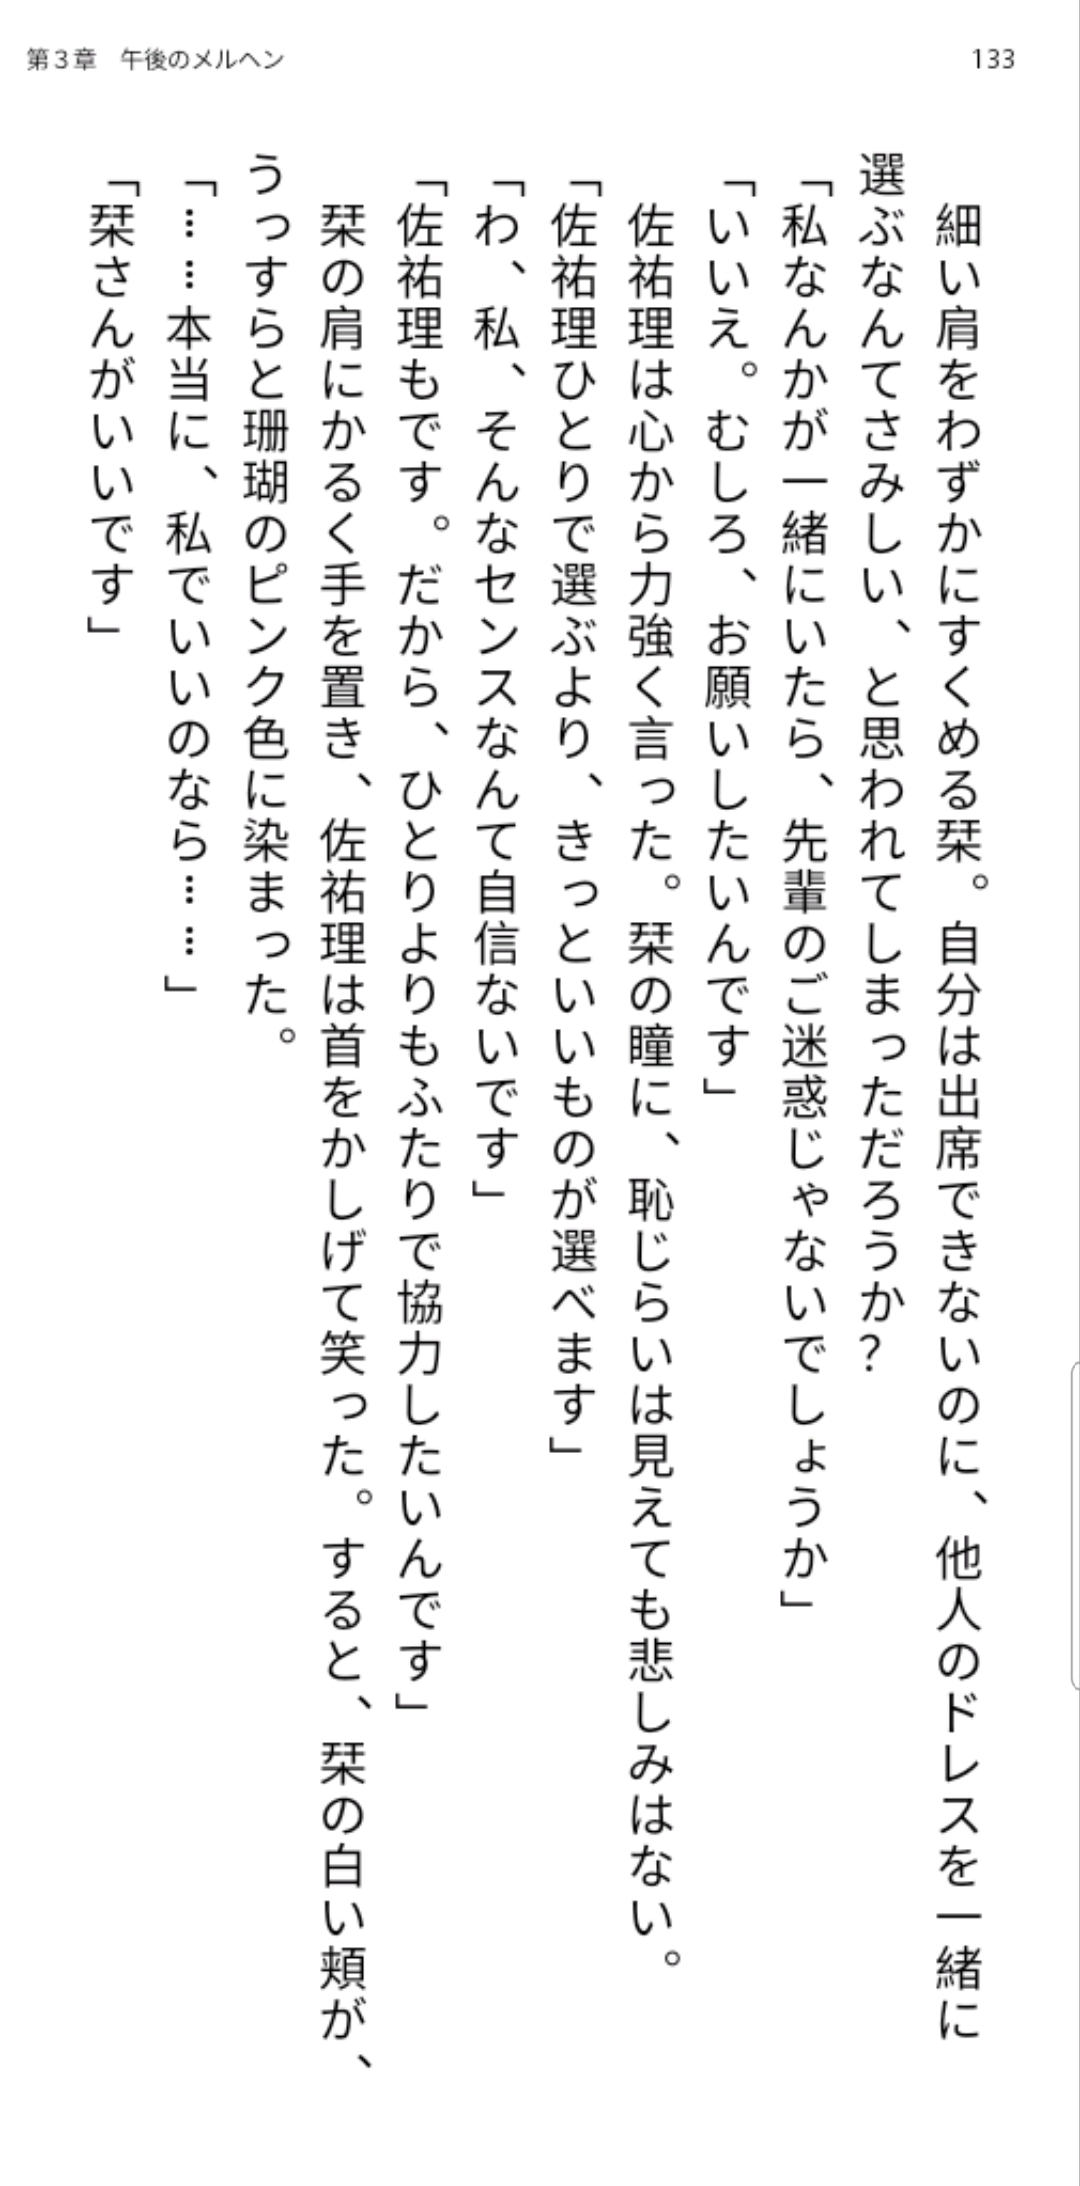 第３章　午後のメルヘン
133
　細い肩をわずかにすくめる栞。自分は出席できないのに、他人のドレスを一緒に
選ぶなんてさみしい、と思われてしまっただろうか？
「私なんかが一緒にいたら、先輩のご迷惑じゃないでしょうか」
「いいえ。むしろ、お願いしたいんです」
　佐祐理は心から力強く言った。栞の瞳に、恥じらいは見えても悲しみはない。
「佐祐理ひとりで選ぶより、きっといいものが選べます」
「わ、私、そんなセンスなんて自信ないです」
「佐祐理もです。だから、ひとりよりもふたりで協力したいんです」
　栞の肩にかるく手を置き、佐祐理は首をかしげて笑った。すると、栞の白い頬が、
うっすらと珊瑚のピンク色に染まった。
「……本当に、私でいいのなら……」
「栞さんがいいです」